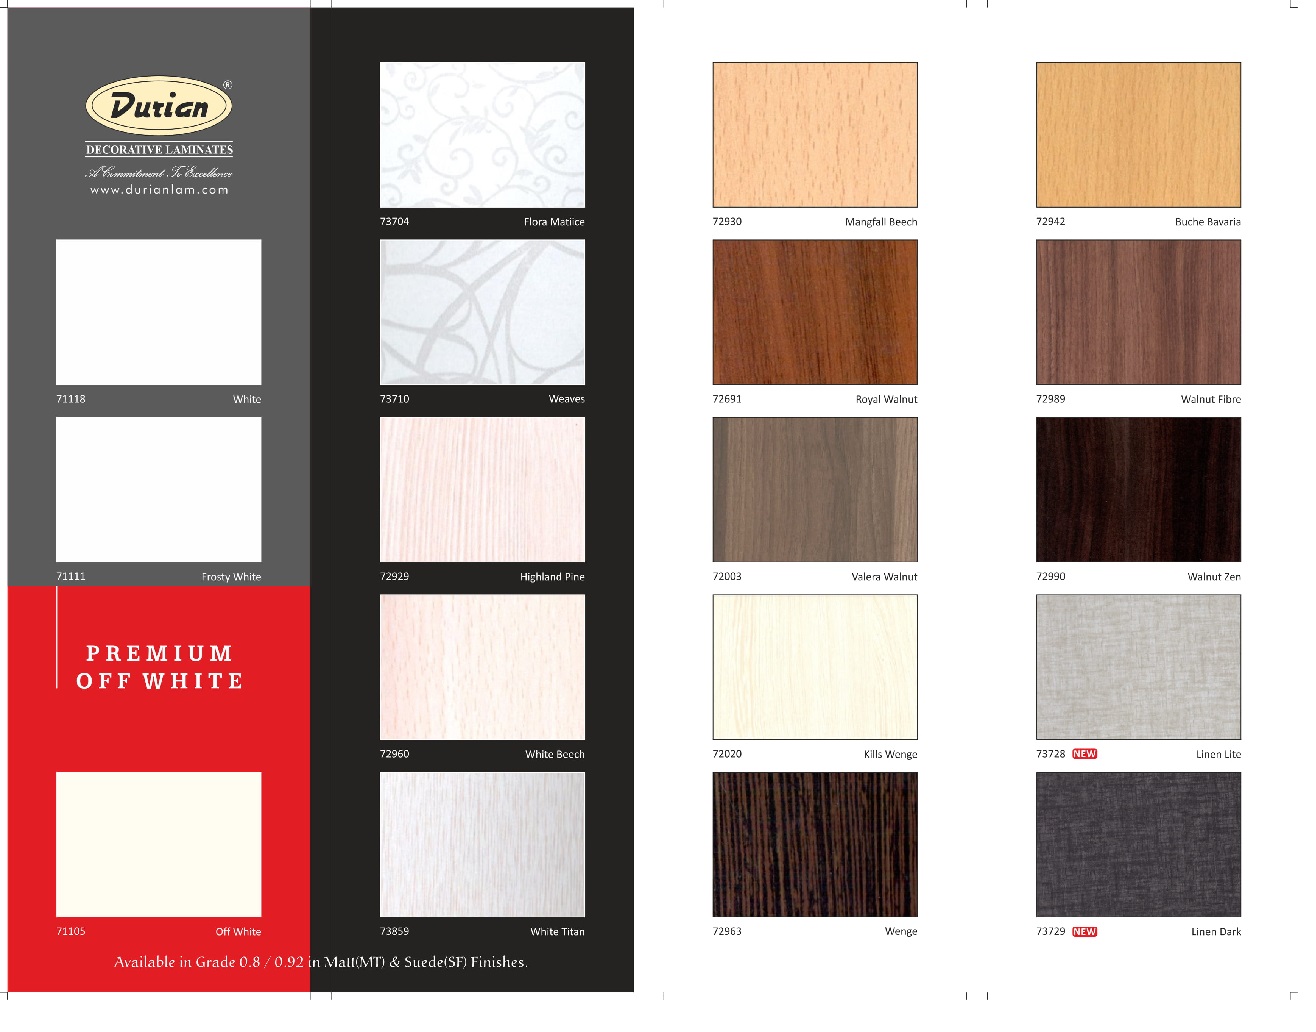 Durian ®
DECORATIVE LAMINATES
A Commitment To Excellence
www.durianlam.com
71118 White
71111 Frosty White
PREMIUM
OFF WHITE
71105 Off White
73704 Flora Matiice
73710 Weaves
72929 Highland Pine
72960 White Beech
73859 White Titan
Available in Grade 0.8 / 0.92 in Matt(MT) & Suede(SF) Finishes.
72930 Mangfall Beech
72691 Royal Walnut
72003 Valera Walnut
72020 Kills Wenge
72963 Wenge
72942 Buche Bavaria
72989 Walnut Fibre
72990 Walnut Zen
73728 NEW Linen Lite
73729 NEW Linen Dark